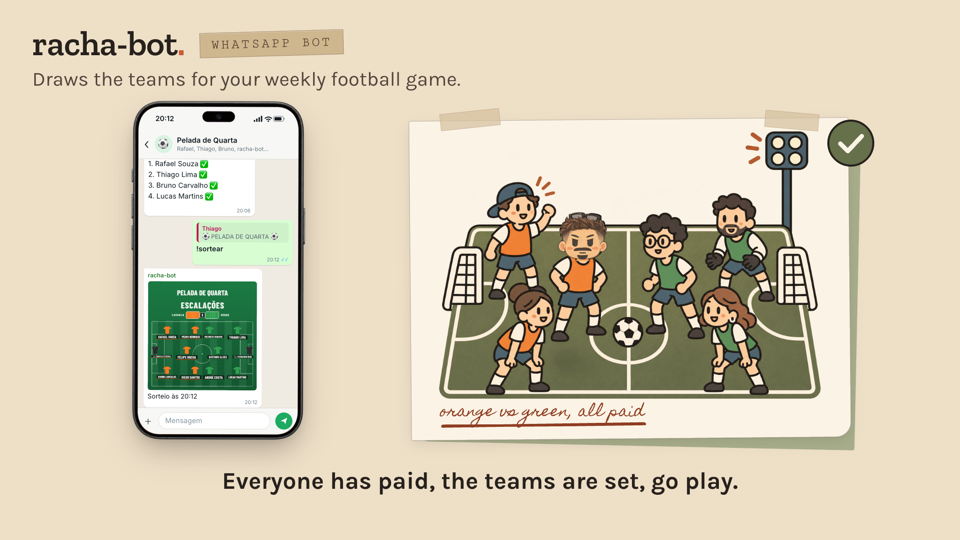 racha-bot.
WHATSAPP BOT
Draws the teams for your weekly football game.
20:12
Pelada de Quarta
Rafael, Thiago, Bruno, racha-bot...
1. Rafael Souza ✅
2. Thiago Lima ✅
3. Bruno Carvalho ✅
4. Lucas Martins ✅
20:06
Thiago
⚽ PELADA DE QUARTA ⚽
!sortear
20:12
racha-bot
PELADA DE QUARTA
ESCALAÇÕES
Sorteio às 20:12
20:12
Mensagem
orange vs green, all paid
Everyone has paid, the teams are set, go play.